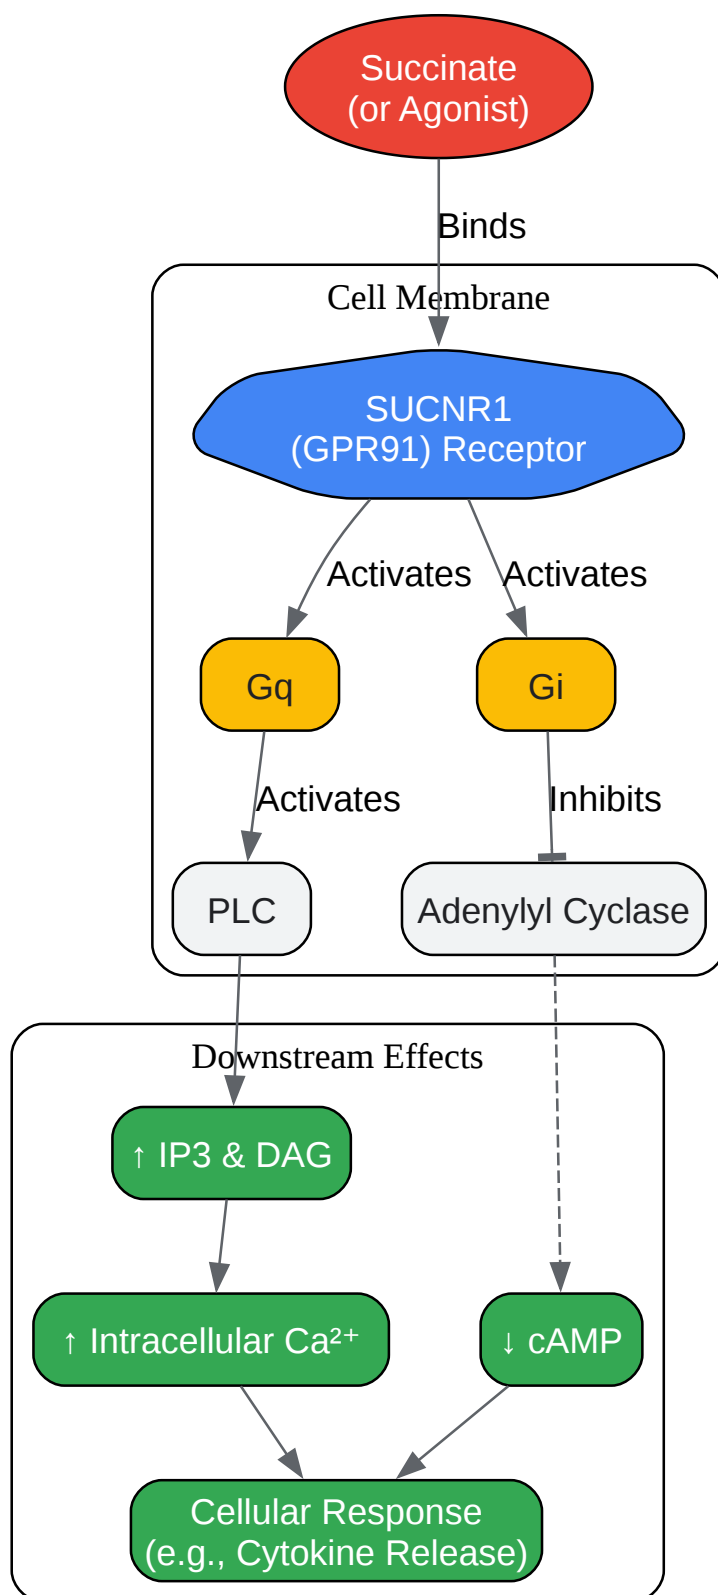 Succinate
(or Agonist)
Binds
Cell Membrane
SUCNR1
(GPR91) Receptor
Activates
Activates
Gq
Gi
Activates
Inhibits
PLC
Adenylyl Cyclase
Downstream Effects
↑ IP3 & DAG
↑ Intracellular Ca²⁺
↓ cAMP
Cellular Response
(e.g., Cytokine Release)